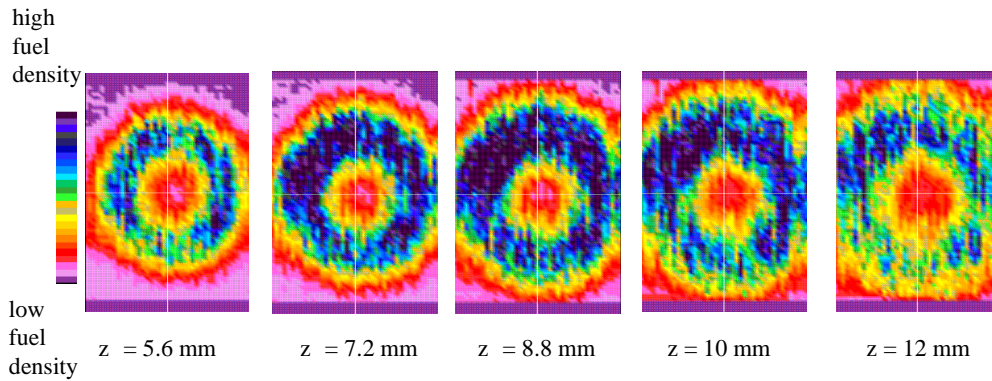 high
fuel
density
low
fuel
density
z = 5.6 mm
z = 7.2 mm
z = 8.8 mm
z = 10 mm
z = 12 mm